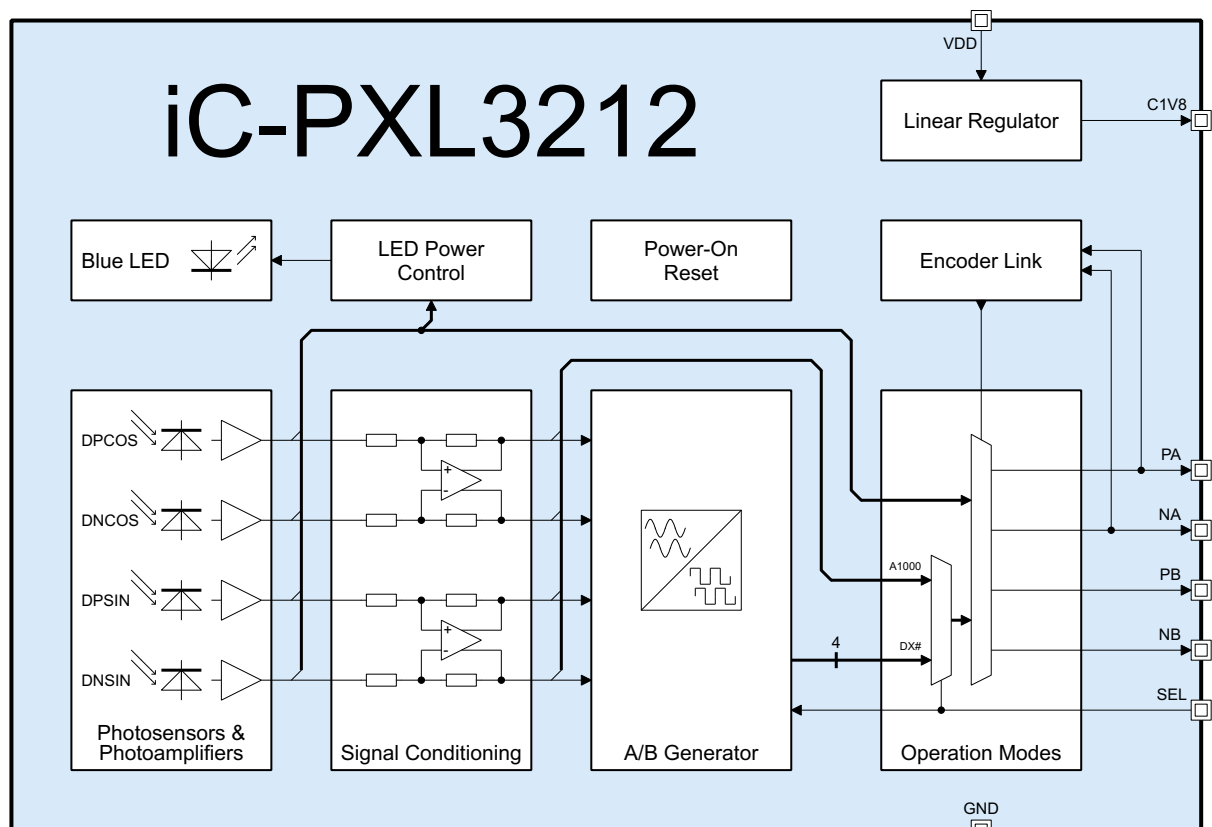 VDD
iC-PXL3212
Linear Regulator
C1V8
Blue LED
LED Power
Control
Power-On
Reset
Encoder Link
DPCOS
+
-
PA
DNCOS
NA
A1000
PB
DPSIN
+
-
4
DX#
NB
DNSIN
SEL
Photosensors &
Photoamplifiers
Signal Conditioning
A/B Generator
Operation Modes
GND